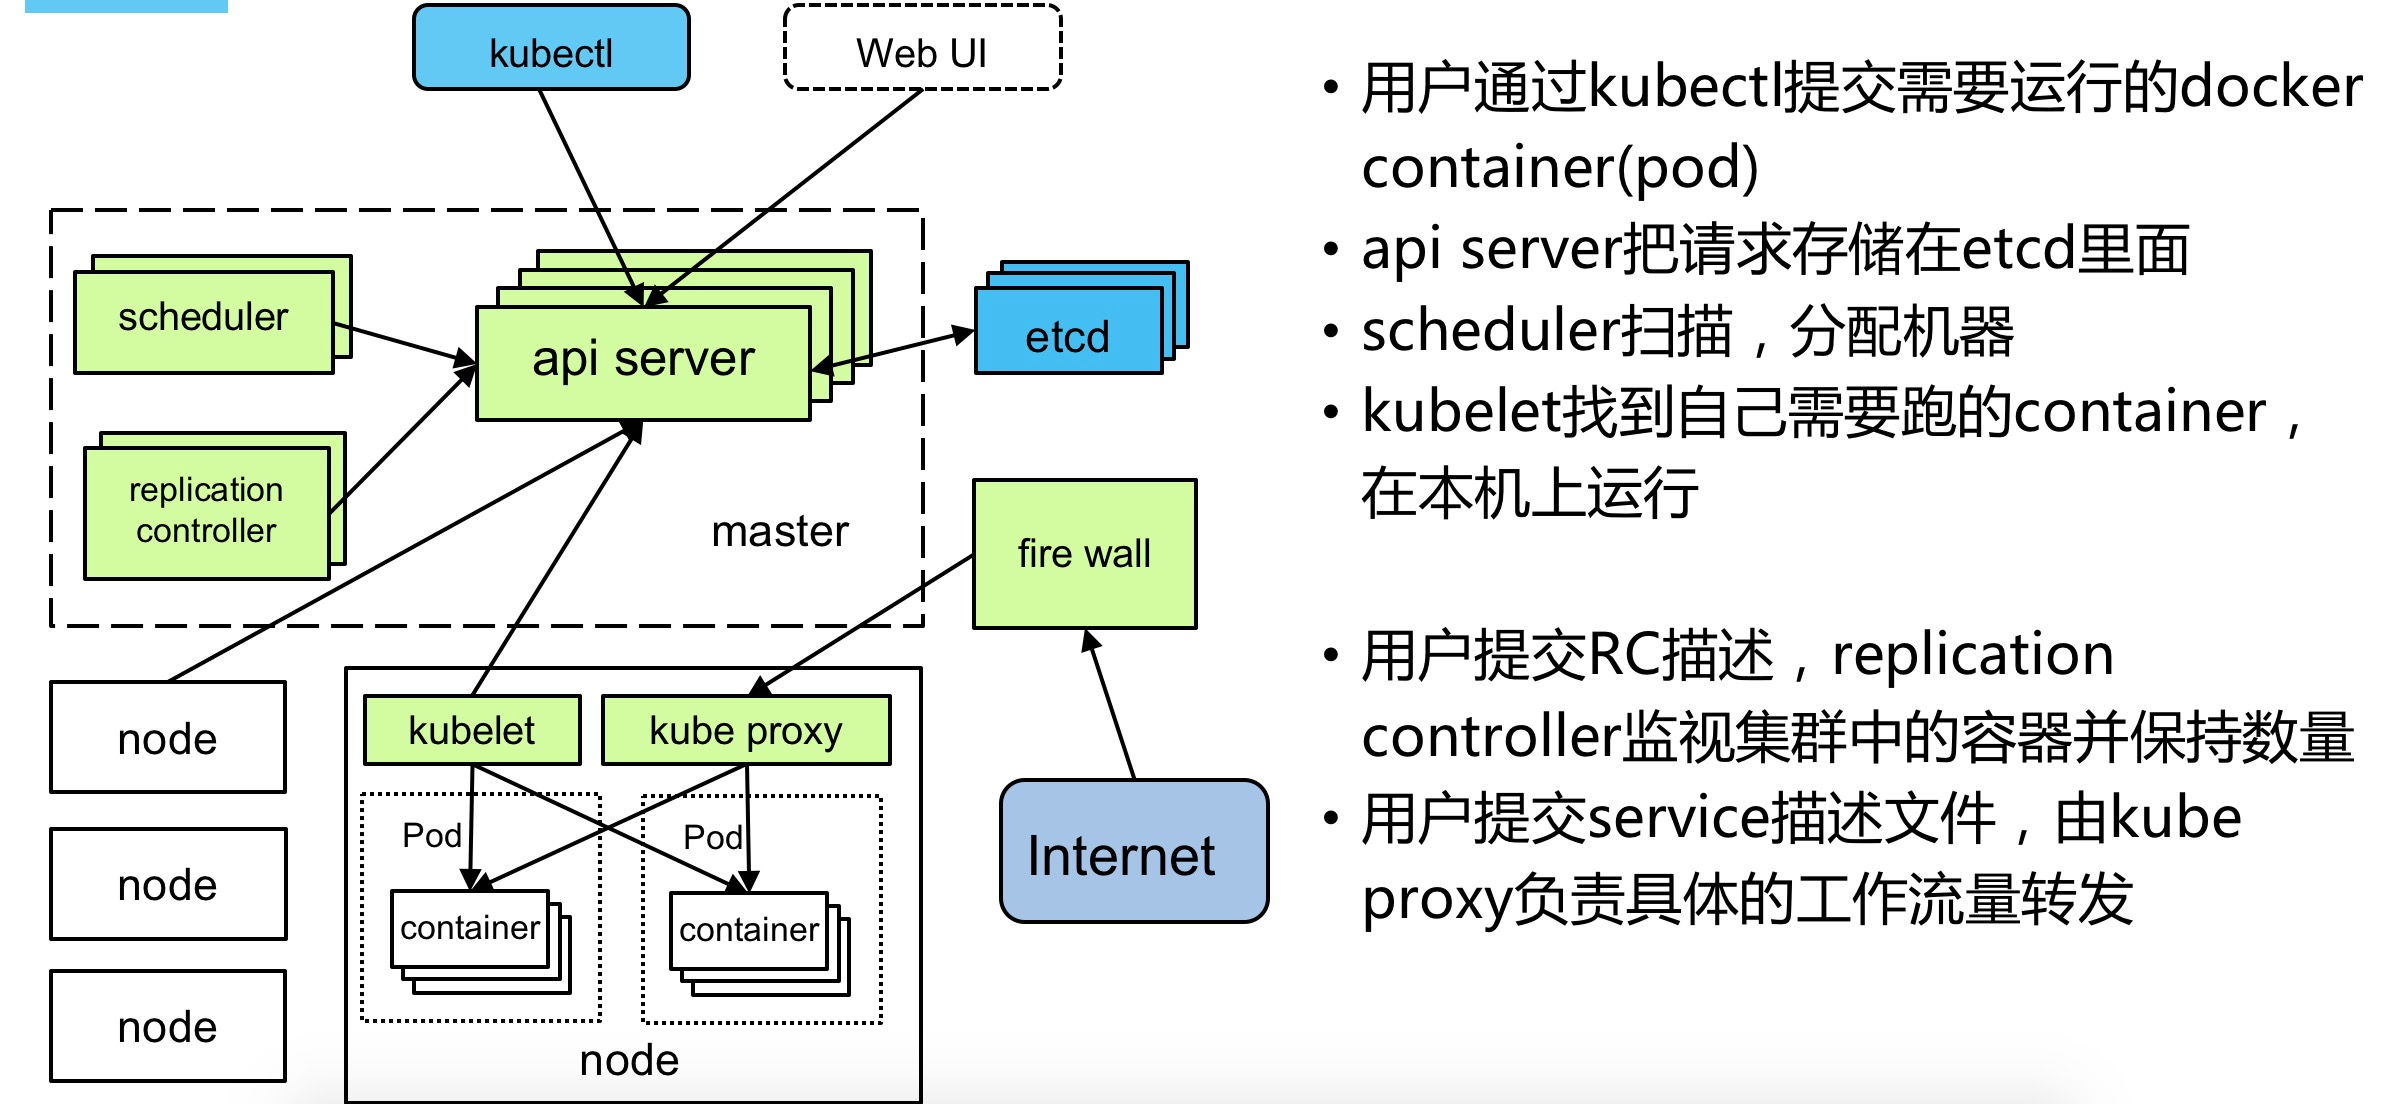 kubectl
Web UI
scheduler
api server
etcd
replication
controller
master
fire wall
node
kubelet
kube proxy
Pod
Pod
container
container
node
node
node
Internet
• 用户通过kubectl提交需要运行的docker
container(pod)
• api server把请求存储在etcd里面
• scheduler扫描，分配机器
• kubelet找到自己需要跑的container，
在本机上运行
• 用户提交RC描述，replication
controller监视集群中的容器并保持数量
• 用户提交service描述文件，由kube
proxy负责具体的工作流量转发